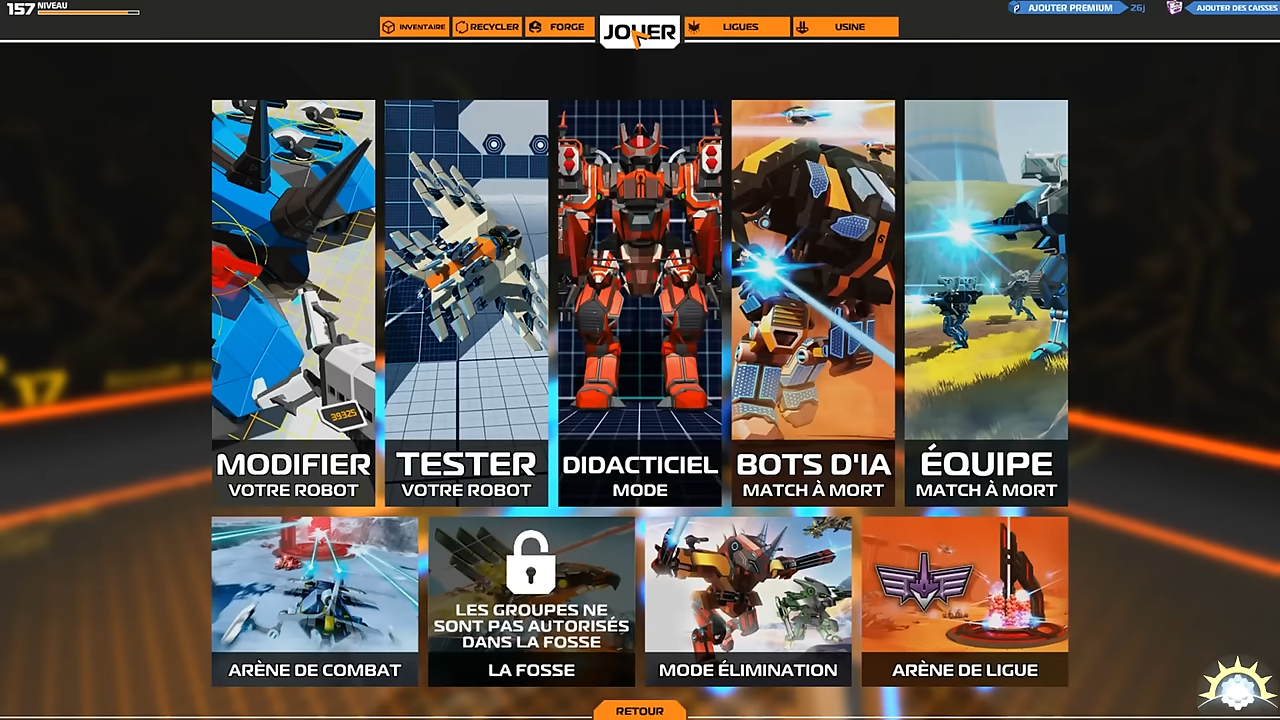 157 NIVEAU
AJOUTER PREMIUM 26j
AJOUTER DES CAISSES
INVENTAIRE
RECYCLER
FORGE
JOUER
LIGUES
USINE
39325
MODIFIER
VOTRE ROBOT
TESTER
VOTRE ROBOT
DIDACTICIEL
MODE
BOTS D'IA
MATCH À MORT
ÉQUIPE
MATCH À MORT
ARÈNE DE COMBAT
LES GROUPES NE
SONT PAS AUTORISÉS
DANS LA FOSSE
LA FOSSE
MODE ÉLIMINATION
ARÈNE DE LIGUE
RETOUR